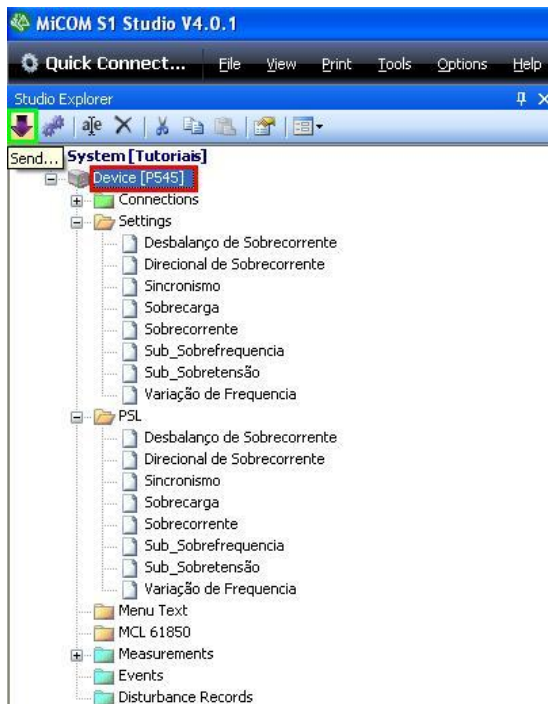 MiCOM S1 Studio V4.0.1
Quick Connect... File View Print Tools Options Help
Studio Explorer
Send... System [Tutoriais]
Device [P545]
Connections
Settings
Desbalanço de Sobrecorrente
Direcional de Sobrecorrente
Sincronismo
Sobrecarga
Sobrecorrente
Sub_Sobrefrequencia
Sub_Sobretensão
Variação de Frequencia
PSL
Desbalanço de Sobrecorrente
Direcional de Sobrecorrente
Sincronismo
Sobrecarga
Sobrecorrente
Sub_Sobrefrequencia
Sub_Sobretensão
Variação de Frequencia
Menu Text
MCL 61850
Measurements
Events
Disturbance Records